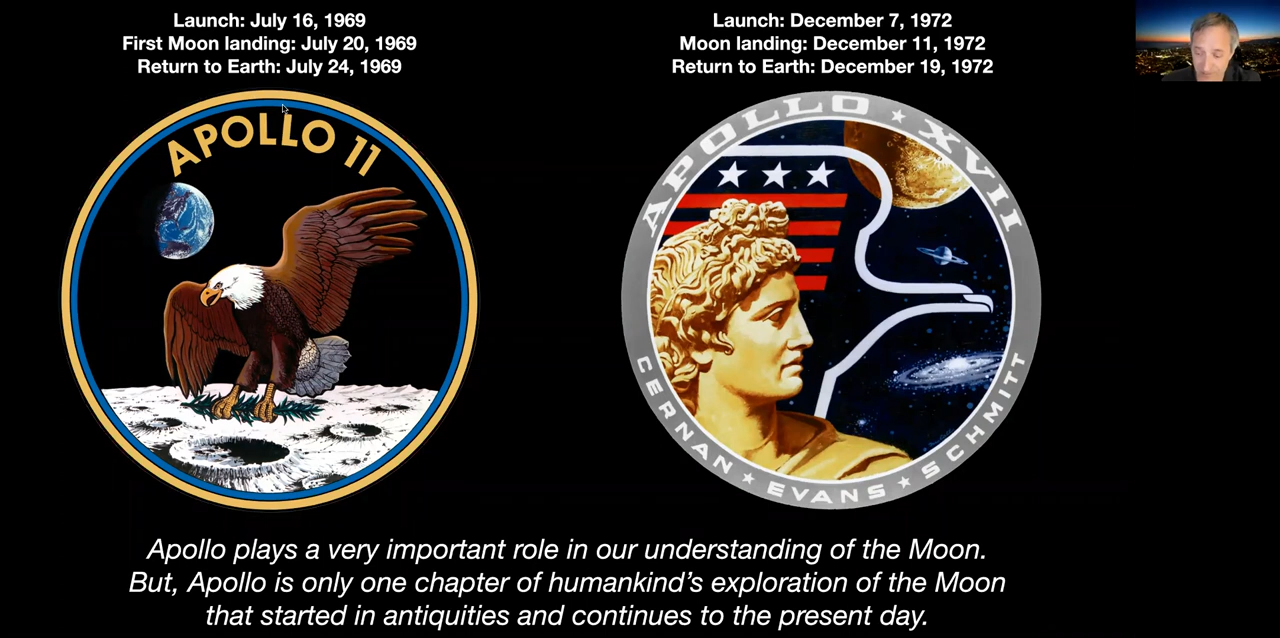 Launch: July 16, 1969
First Moon landing: July 20, 1969
Return to Earth: July 24, 1969
Launch: December 7, 1972
Moon landing: December 11, 1972
Return to Earth: December 19, 1972
APOLLO 11
APOLLO ★ XVII
CERNAN ★ EVANS ★ SCHMITT
Apollo plays a very important role in our understanding of the Moon.
But, Apollo is only one chapter of humankind’s exploration of the Moon
that started in antiquities and continues to the present day.